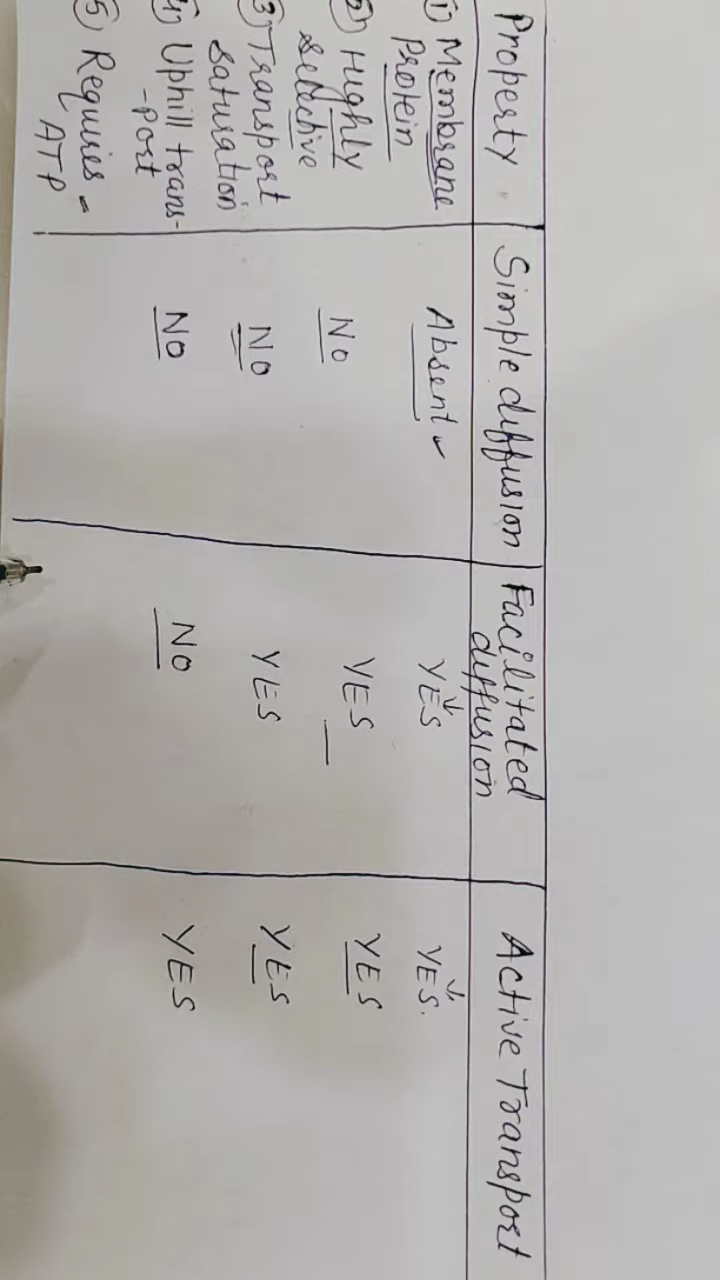 Property Simple diffusion Facilitated diffusion Active Transport
(1) Membrane Protein Absent YES YES.
(2) Highly Selective No YES YES
(3) Transport Saturation No YES YES
(4) Uphill trans-
-port No No YES
(5) Requires ATP